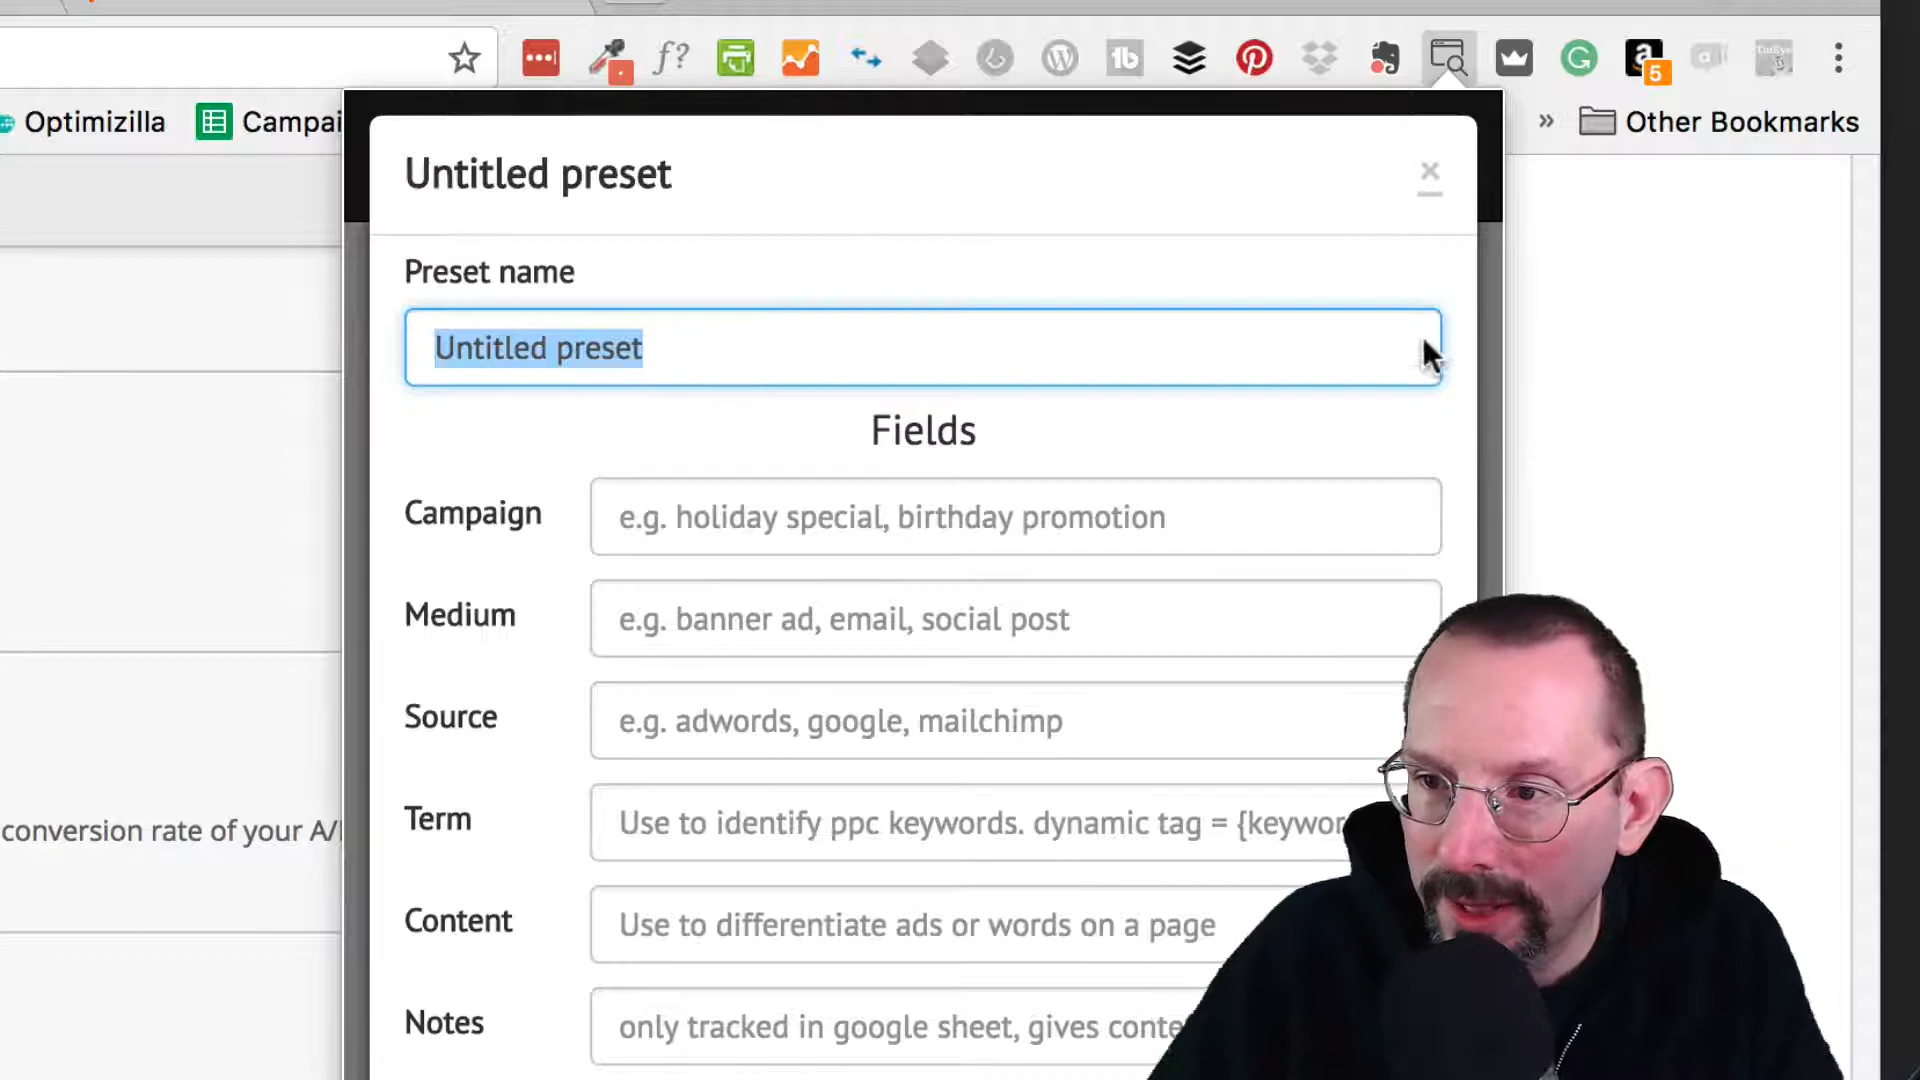 f?
5
Optimizilla
Campai
» Other Bookmarks
Untitled preset
×
Preset name
Untitled preset
Fields
Campaign
e.g. holiday special, birthday promotion
Medium
e.g. banner ad, email, social post
Source
e.g. adwords, google, mailchimp
Term
Use to identify ppc keywords. dynamic tag = {keywor
conversion rate of your A/
Content
Use to differentiate ads or words on a page
Notes
only tracked in google sheet, gives conte